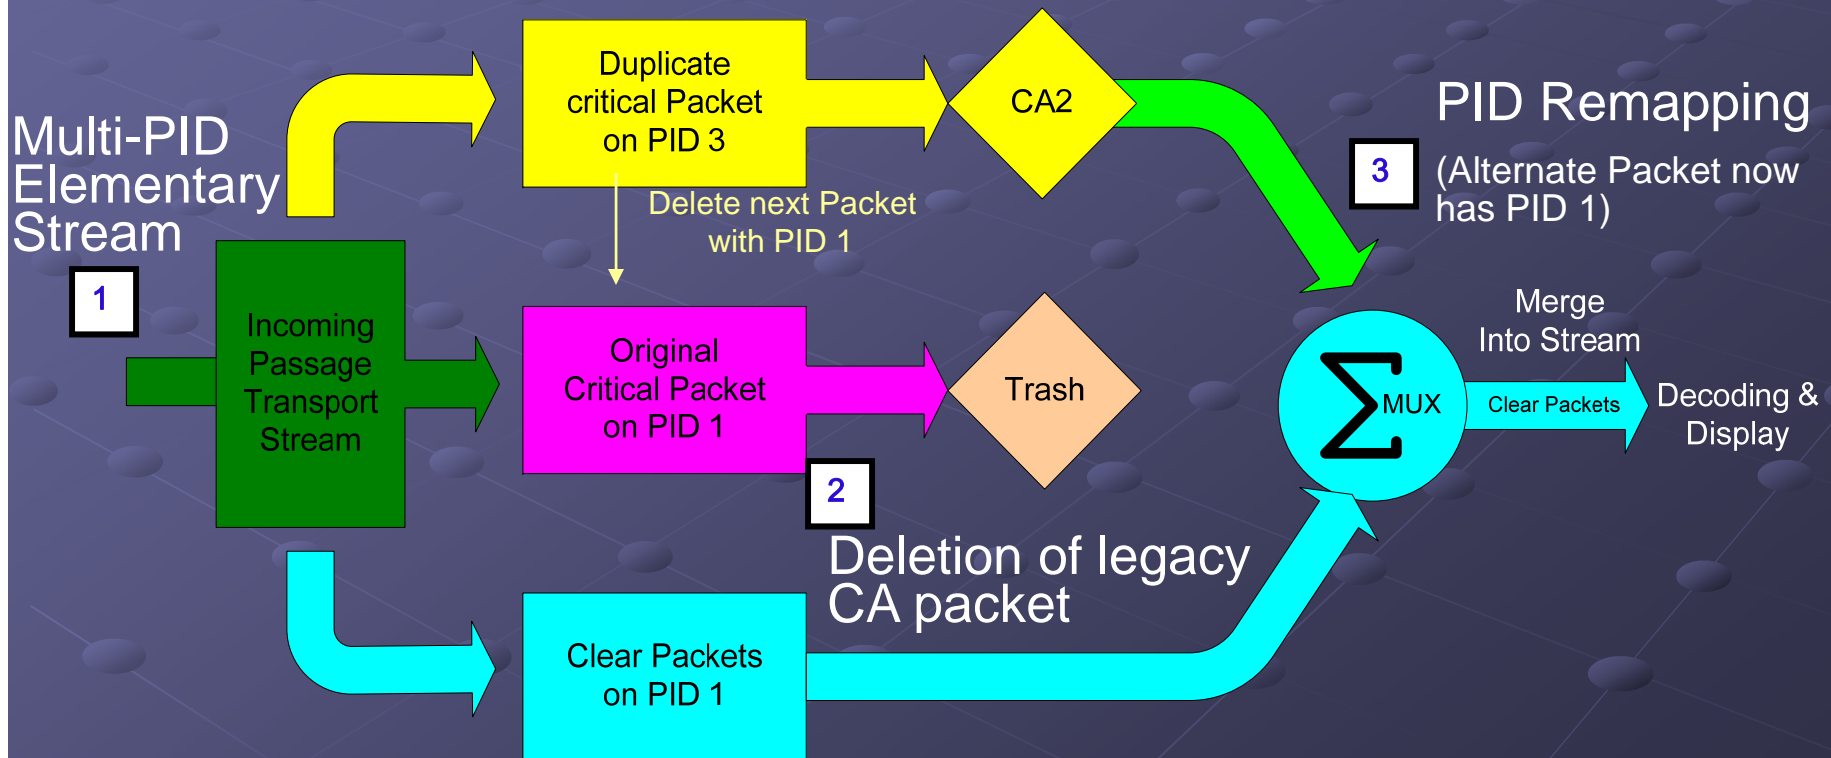 Multi-PID
Elementary
Stream
1
Incoming
Passage
Transport
Stream
Duplicate
critical Packet
on PID 3
CA2
Delete next Packet
with PID 1
Original
Critical Packet
on PID 1
Trash
2
Deletion of legacy
CA packet
Clear Packets
on PID 1
PID Remapping
3
(Alternate Packet now
has PID 1)
MUX
Merge
Into Stream
Clear Packets
Decoding &
Display